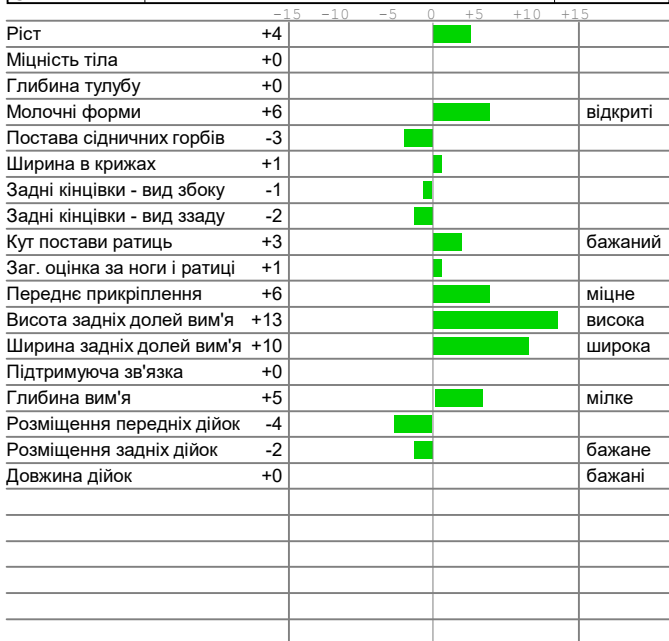 -15 -10 -5 0 +5 +10 +15
Ріст +4
Міцність тіла +0
Глибина тулубу +0
Молочні форми +6 відкриті
Постава сідничних горбів -3
Ширина в крижах +1
Задні кінцівки - вид збоку -1
Задні кінцівки - вид ззаду -2
Кут постави ратиць +3 бажаний
Заг. оцінка за ноги і ратиці +1
Переднє прикріплення +6 міцне
Висота задніх долей вим'я +13 висока
Ширина задніх долей вим'я +10 широка
Підтримуюча зв'язка +0
Глибина вим'я +5 мілке
Розміщення передніх дійок -4
Розміщення задніх дійок -2 бажане
Довжина дійок +0 бажані